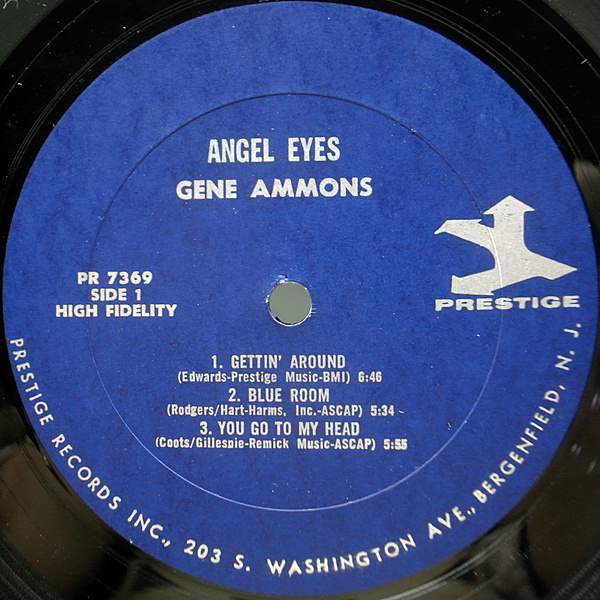 ANGEL EYES
GENE AMMONS
PR 7369
SIDE 1
HIGH FIDELITY
PRESTIGE
1. GETTIN' AROUND
(Edwards-Prestige Music-BMI) 6:46
2. BLUE ROOM
(Rodgers/Hart-Harms, Inc.-ASCAP) 5:34
3. YOU GO TO MY HEAD
(Coots/Gillespie-Remick Music-ASCAP) 5:55
PRESTIGE RECORDS INC., 203 S. WASHINGTON AVE., BERGENFIELD, N. J.